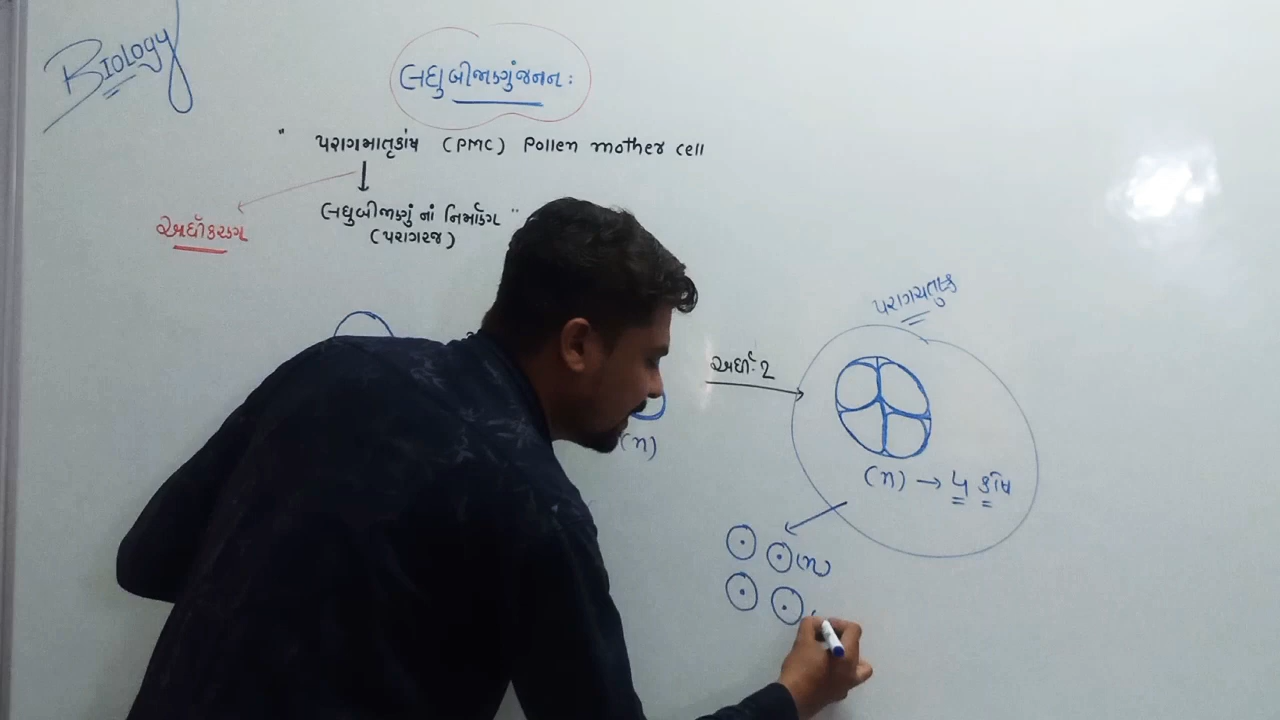 Biology
લઘુબીજાણુંજનન :
" પરાગમાતૃકોષ (PMC) Pollen mother cell
લઘુબીજાણું નાં નિર્માણ "
(પરાગરજ)
અર્ધીકરણ
પરાગચતુષ્ક
અર્ધી-2
(n)
(n) → 4 કોષ
(n)